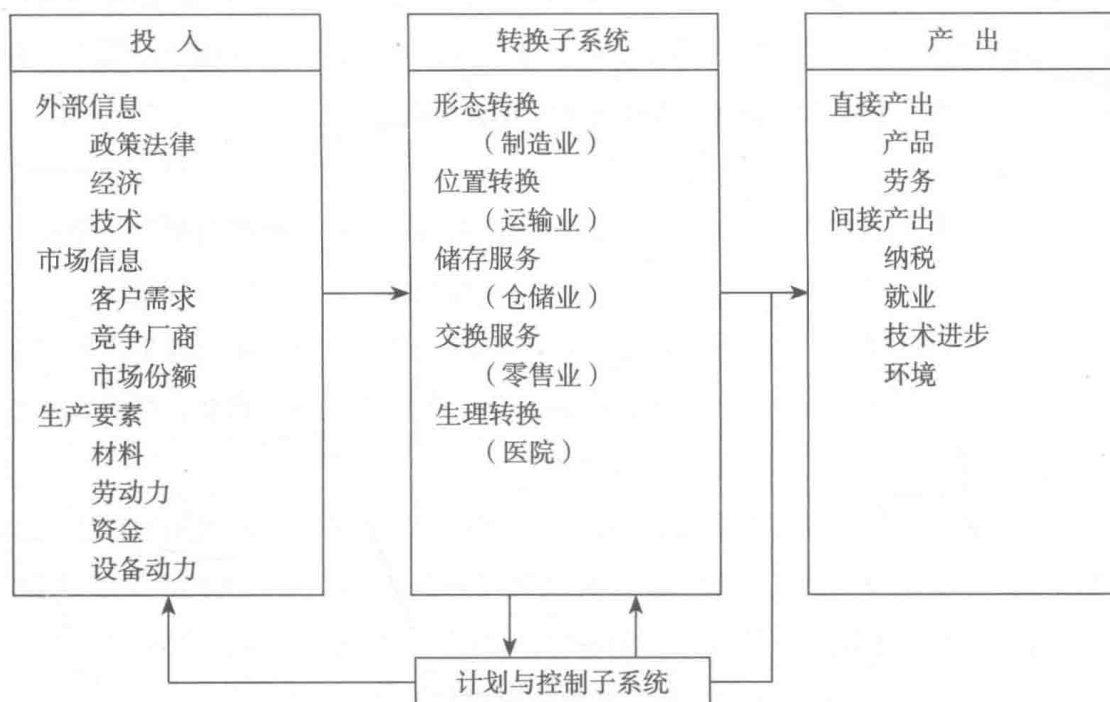 投 入
外部信息
政策法律
经济
技术
市场信息
客户需求
竞争厂商
市场份额
生产要素
材料
劳动力
资金
设备动力
转换子系统
形态转换
（制造业）
位置转换
（运输业）
储存服务
（仓储业）
交换服务
（零售业）
生理转换
（医院）
产 出
直接产出
产品
劳务
间接产出
纳税
就业
技术进步
环境
计划与控制子系统